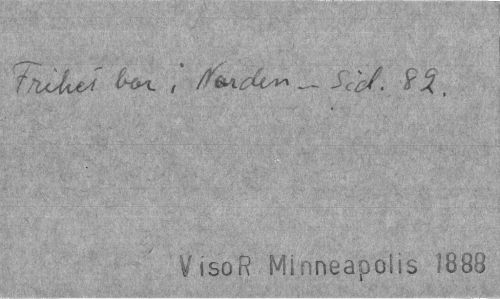 Frihet bor i Norden – Sid. 82.
VisoR Minneapolis 1888